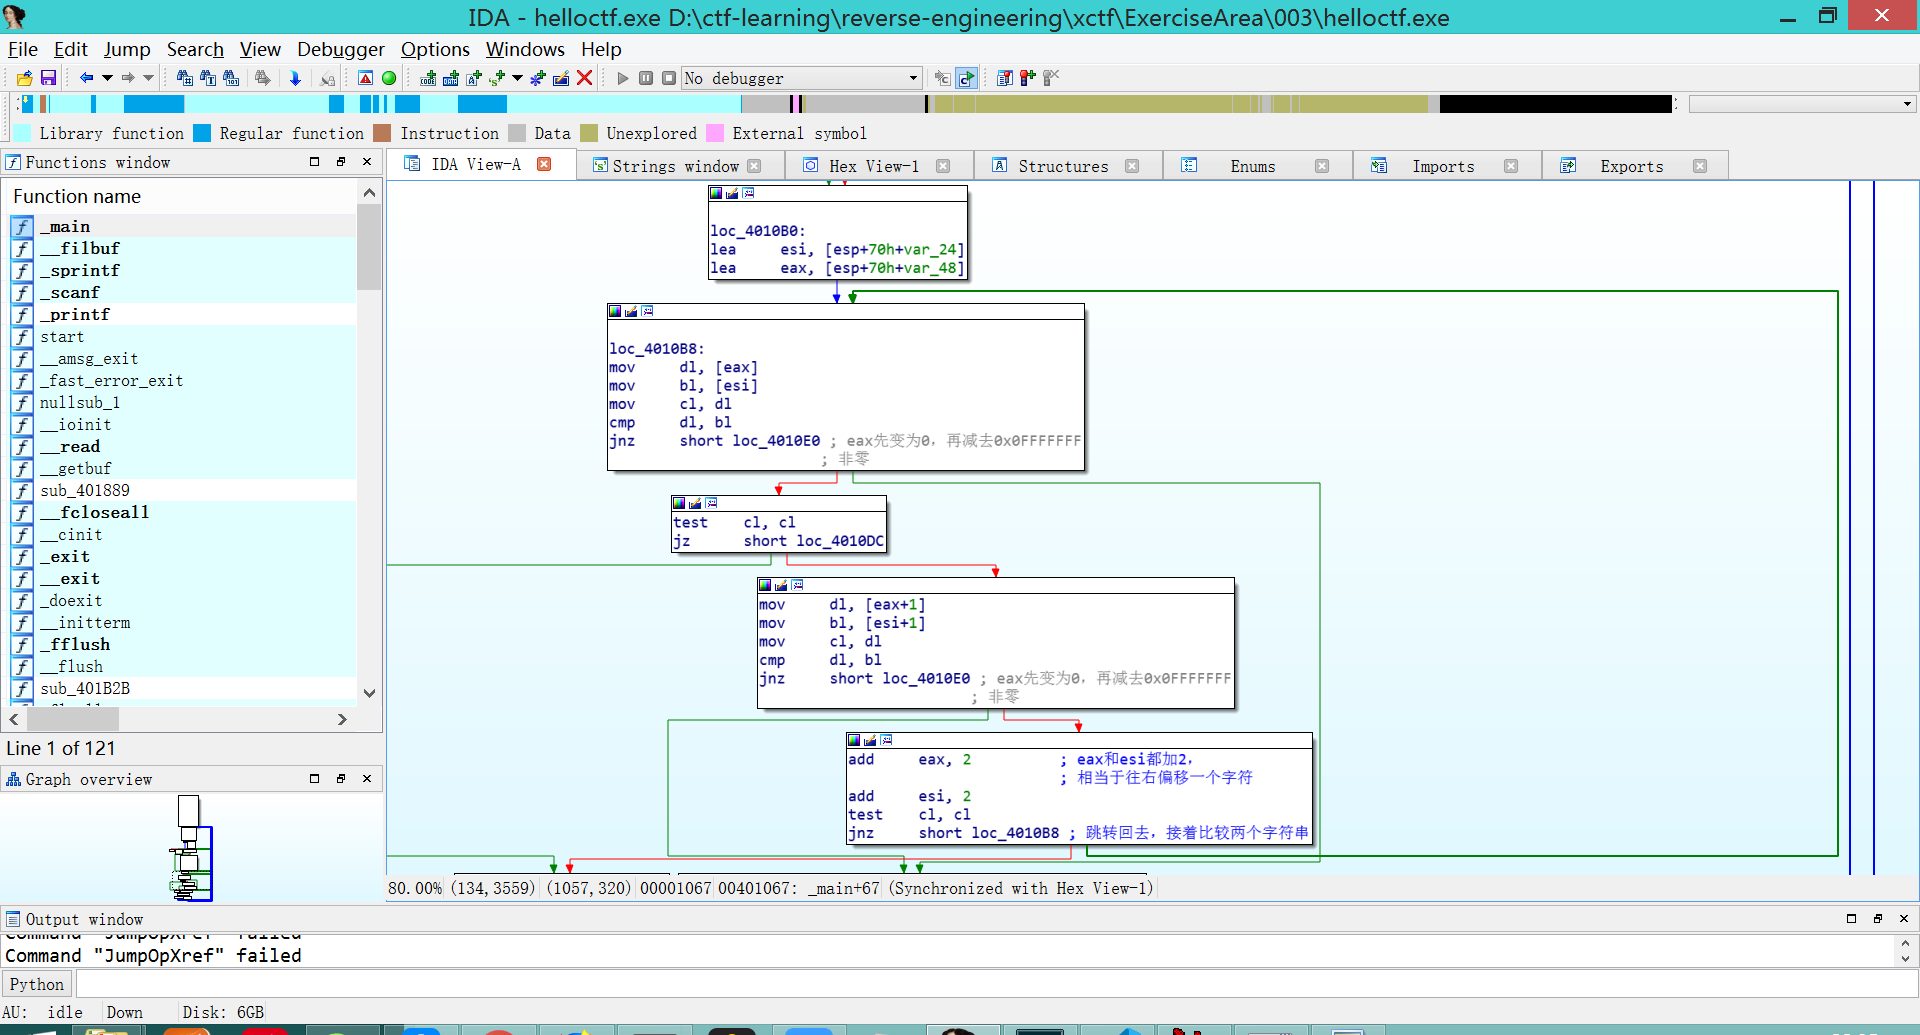 IDA - helloctf.exe D:\ctf-learning\reverse-engineering\xctf\ExerciseArea\003\helloctf.exe
File Edit Jump Search View Debugger Options Windows Help
No debugger
Library function Regular function Instruction Data Unexplored External symbol
Functions window
IDA View-A
Strings window
Hex View-1
Structures
Enums
Imports
Exports
Function name
_main
__filbuf
_sprintf
_scanf
_printf
start
__amsg_exit
_fast_error_exit
nullsub_1
__ioinit
__read
__getbuf
sub_401889
__fcloseall
__cinit
_exit
__exit
_doexit
__initterm
_fflush
__flush
sub_401B2B
Line 1 of 121
Graph overview
loc_4010B0:
lea esi, [esp+70h+var_24]
lea eax, [esp+70h+var_48]
loc_4010B8:
mov dl, [eax]
mov bl, [esi]
mov cl, dl
cmp dl, bl
jnz short loc_4010E0 ; eax先变为0，再减去0x0FFFFFFF
; 非零
test cl, cl
jz short loc_4010DC
mov dl, [eax+1]
mov bl, [esi+1]
mov cl, dl
cmp dl, bl
jnz short loc_4010E0 ; eax先变为0，再减去0x0FFFFFFF
; 非零
add eax, 2 ; eax和esi都加2，
; 相当于往右偏移一个字符
add esi, 2
test cl, cl
jnz short loc_4010B8 ; 跳转回去，接着比较两个字符串
80.00% (134,3559) (1057,320) 00001067 00401067: _main+67 (Synchronized with Hex View-1)
Output window
Command "JumpOpXref" failed
Command "JumpOpXref" failed
Python
AU: idle Down Disk: 6GB